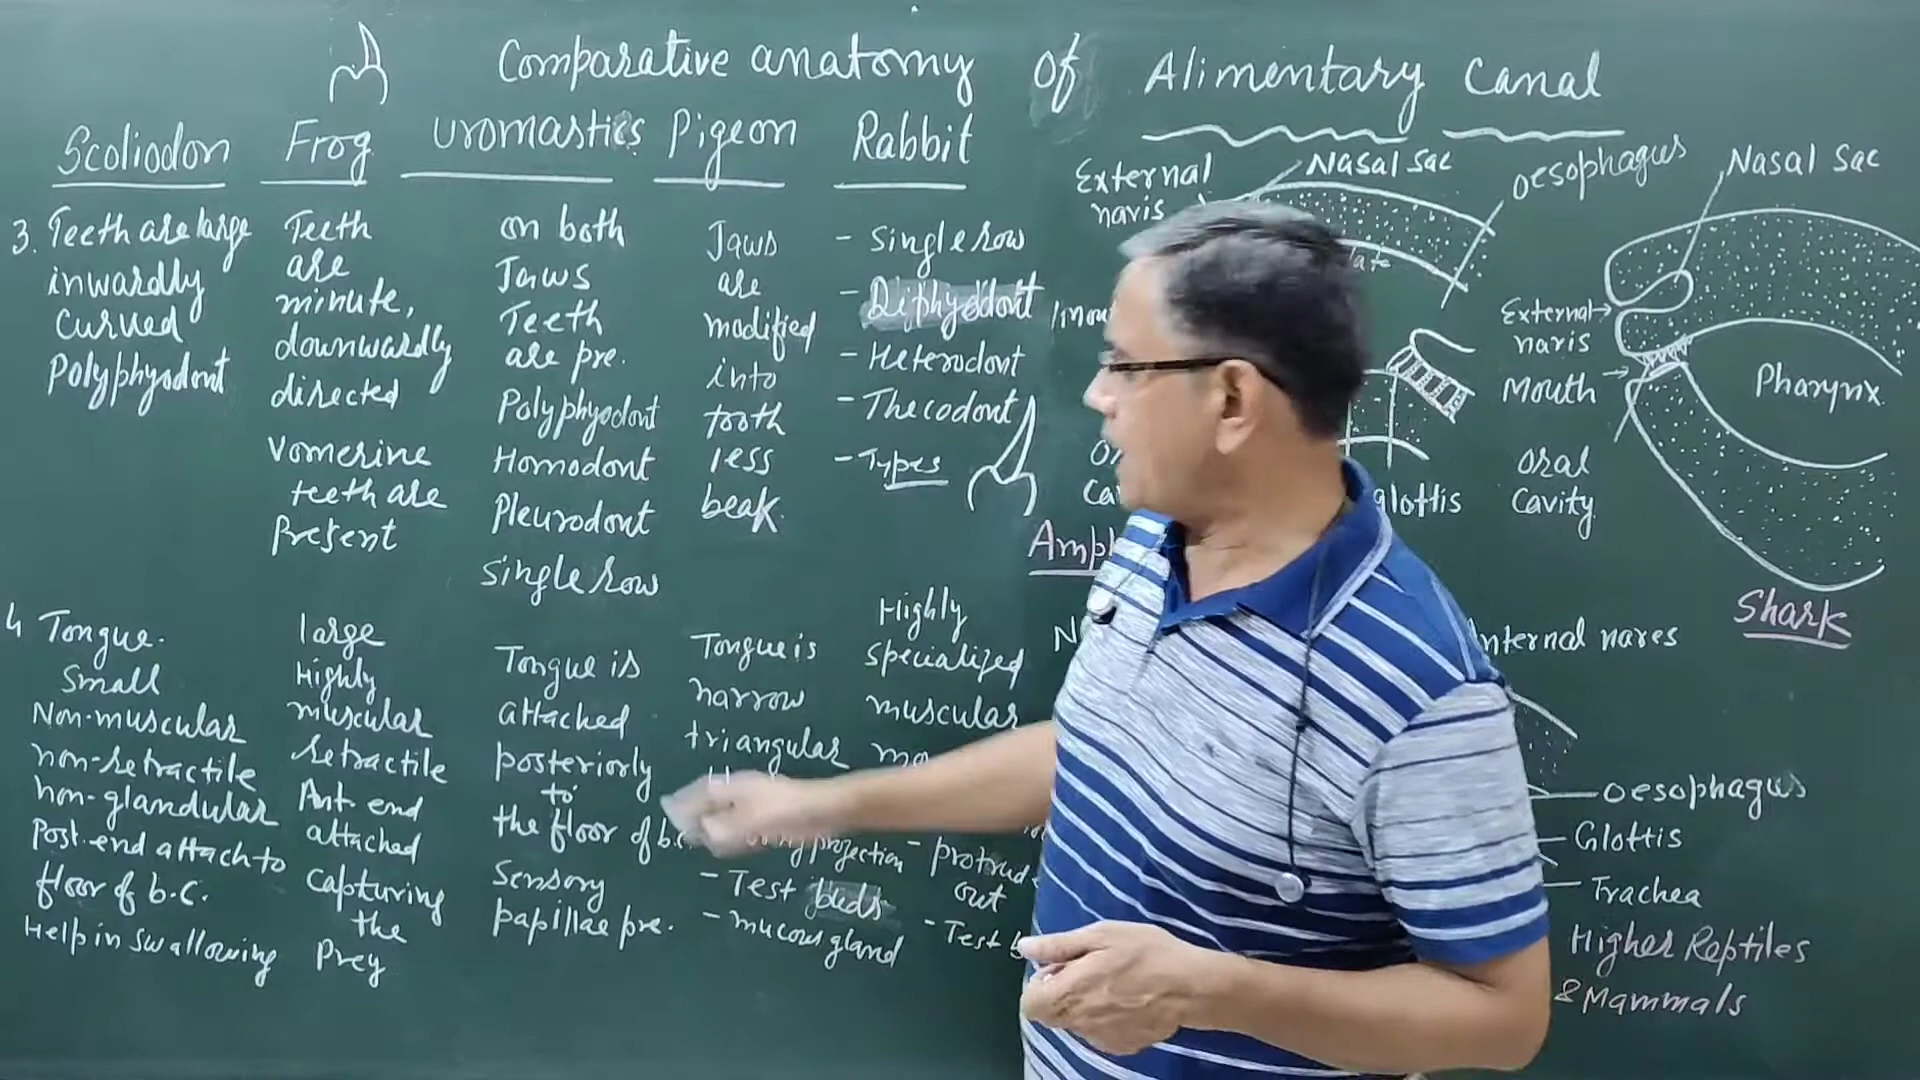 Comparative anatomy of Alimentary Canal
Scoliodon
3. Teeth are large
inwardly
curved
Polyphyodont
4 Tongue.
Small
Non-muscular
non-retractile
non-glandular
Post. end attach to
floor of b.c.
Help in swallowing
Frog
Teeth
are
minute,
downwardly
directed
Vomerine
teeth are
Present
large
Highly
muscular
retractile
Ant. end
attached
capturing
the
Prey
Uromastics
on both
Jaws
Teeth
are pre.
Polyphyodont
Homodont
Pleurodont
Single row
Tongue is
attached
posteriorly
to
the floor of b.c.
Sensory
papillae pre.
Pigeon
Jaws
are
modified
into
tooth
less
beak.
Tongue is
narrow
triangular
projection
- Test buds
- mucous gland
Rabbit
- Single row
- Diphyodont
- Heterodont
- Thecodont
- Types
Highly
specialized
muscular
- protrud
out
- Test
External
naris
Nasal Sac
oesophagus
glottis
Nasal Sac
External
naris
Mouth
Pharynx
oral
cavity
Shark
internal nares
oesophagus
Glottis
Trachea
Higher Reptiles
& Mammals